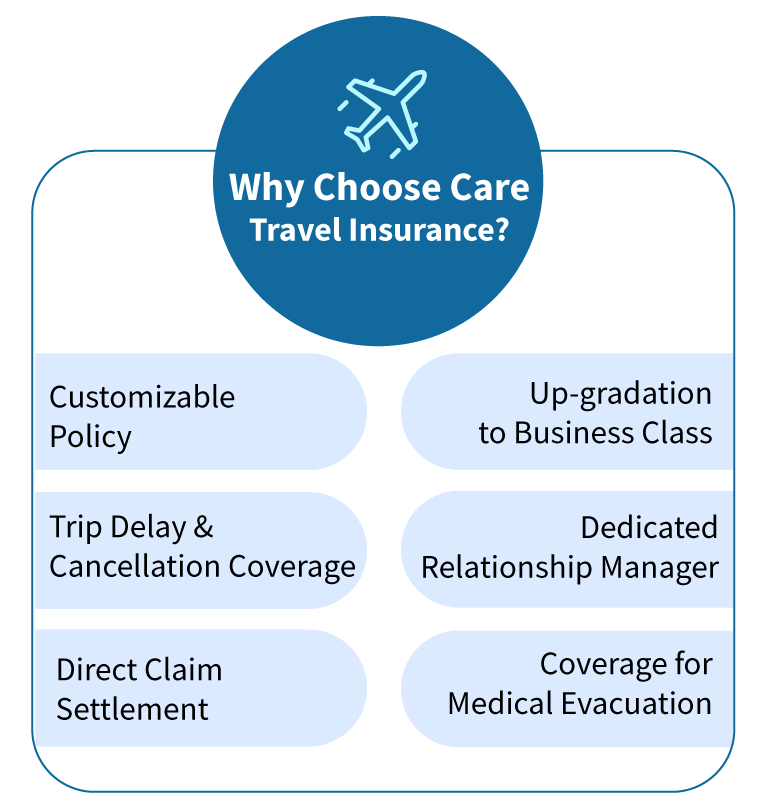 Why Choose Care
Travel Insurance?
Customizable
Policy
Up-gradation
to Business Class
Trip Delay &
Cancellation Coverage
Dedicated
Relationship Manager
Direct Claim
Settlement
Coverage for
Medical Evacuation